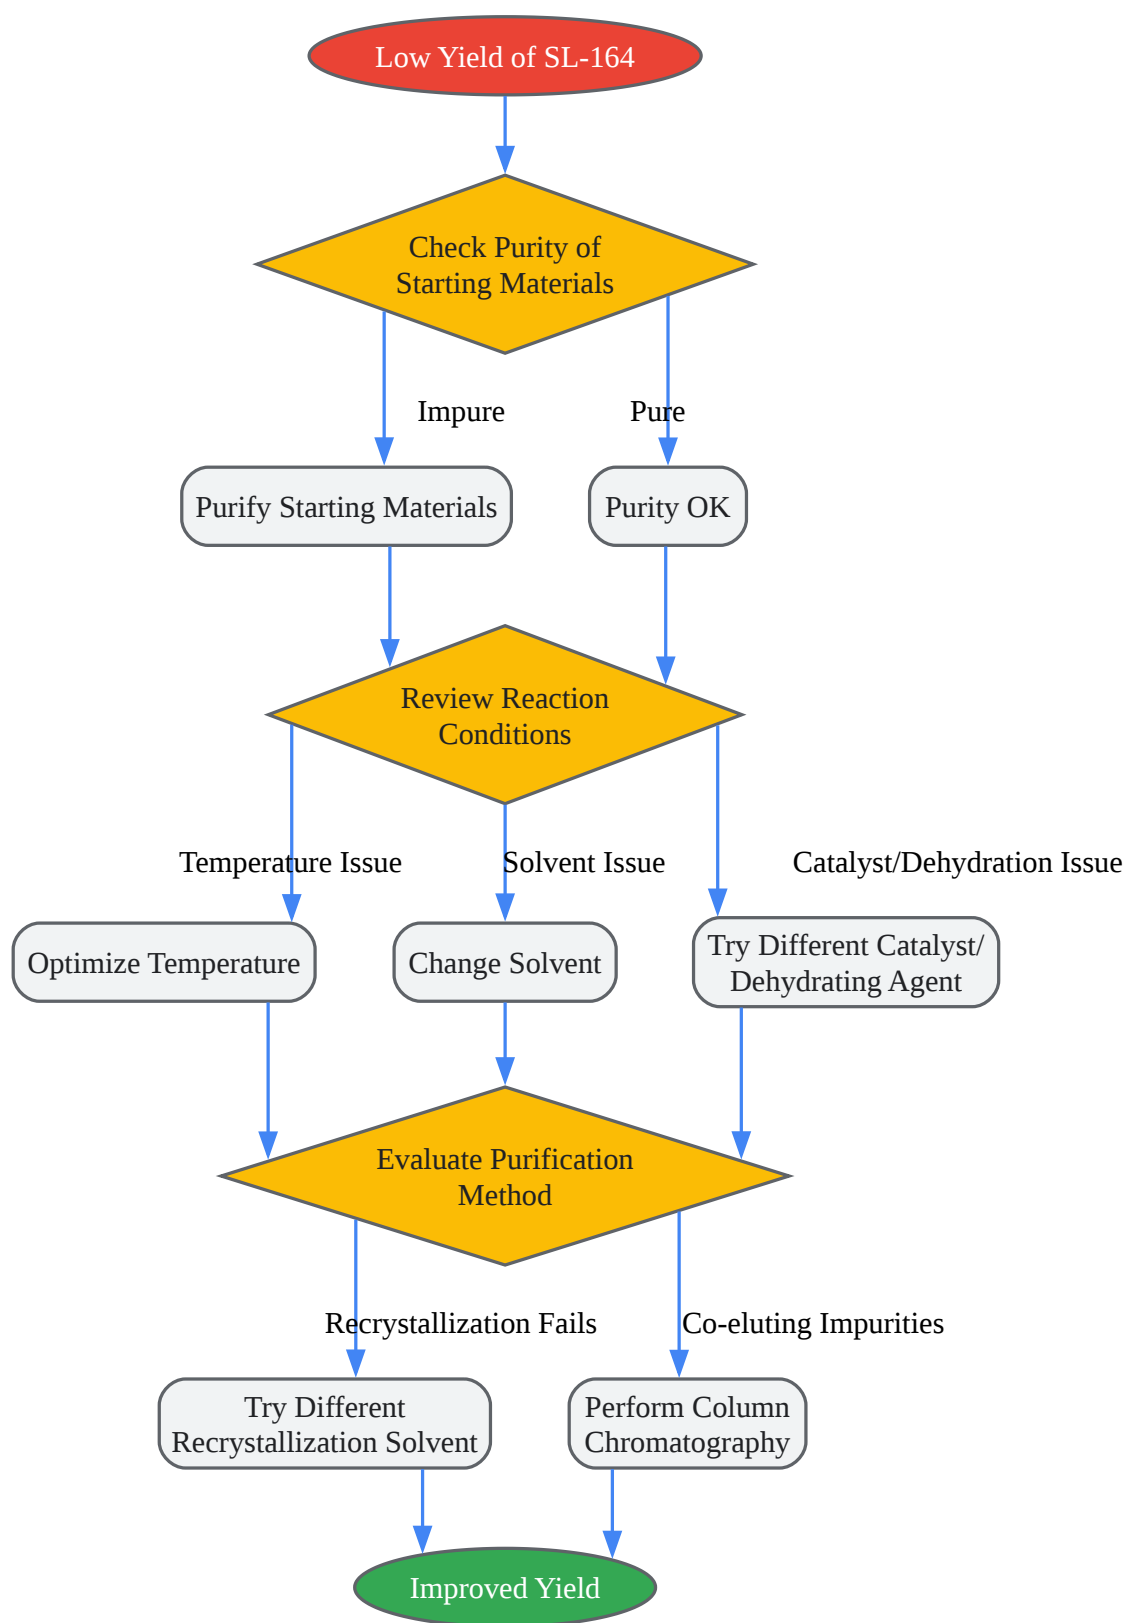 Low Yield of SL-164
Check Purity of
Starting Materials
Impure
Pure
Purify Starting Materials
Purity OK
Review Reaction
Conditions
Temperature Issue
Solvent Issue
Catalyst/Dehydration Issue
Optimize Temperature
Change Solvent
Try Different Catalyst/
Dehydrating Agent
Evaluate Purification
Method
Recrystallization Fails
Co-eluting Impurities
Try Different
Recrystallization Solvent
Perform Column
Chromatography
Improved Yield